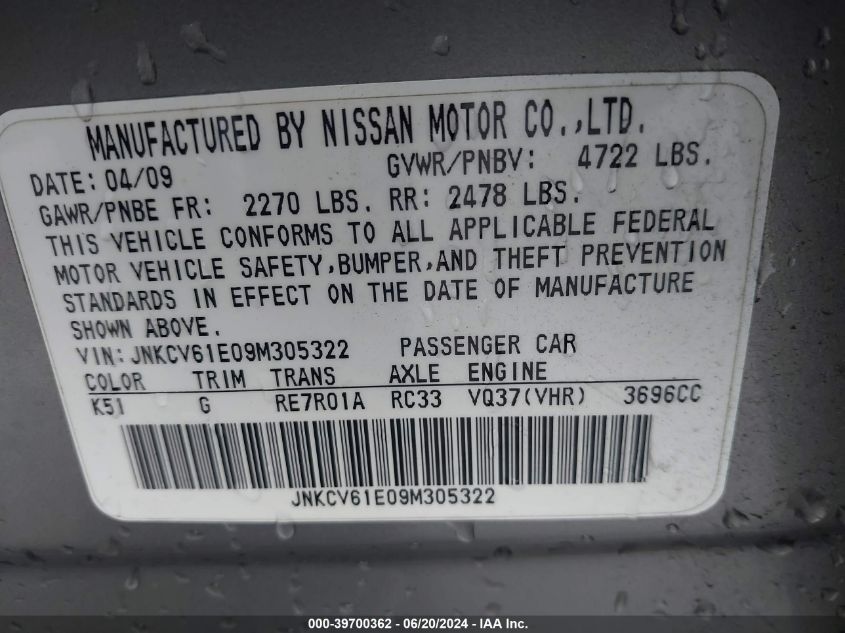 MANUFACTURED BY NISSAN MOTOR CO.,LTD.
DATE: 04/09 GVWR/PNBV: 4722 LBS.
GAWR/PNBE FR: 2270 LBS. RR: 2478 LBS.
THIS VEHICLE CONFORMS TO ALL APPLICABLE FEDERAL
MOTOR VEHICLE SAFETY,BUMPER,AND THEFT PREVENTION
STANDARDS IN EFFECT ON THE DATE OF MANUFACTURE
SHOWN ABOVE.
VIN: JNKCV61E09M305322 PASSENGER CAR
COLOR TRIM TRANS AXLE ENGINE
K51 G RE7R01A RC33 VQ37(VHR) 3696CC
JNKCV61E09M305322
000-39700362 - 06/20/2024 - IAA Inc.